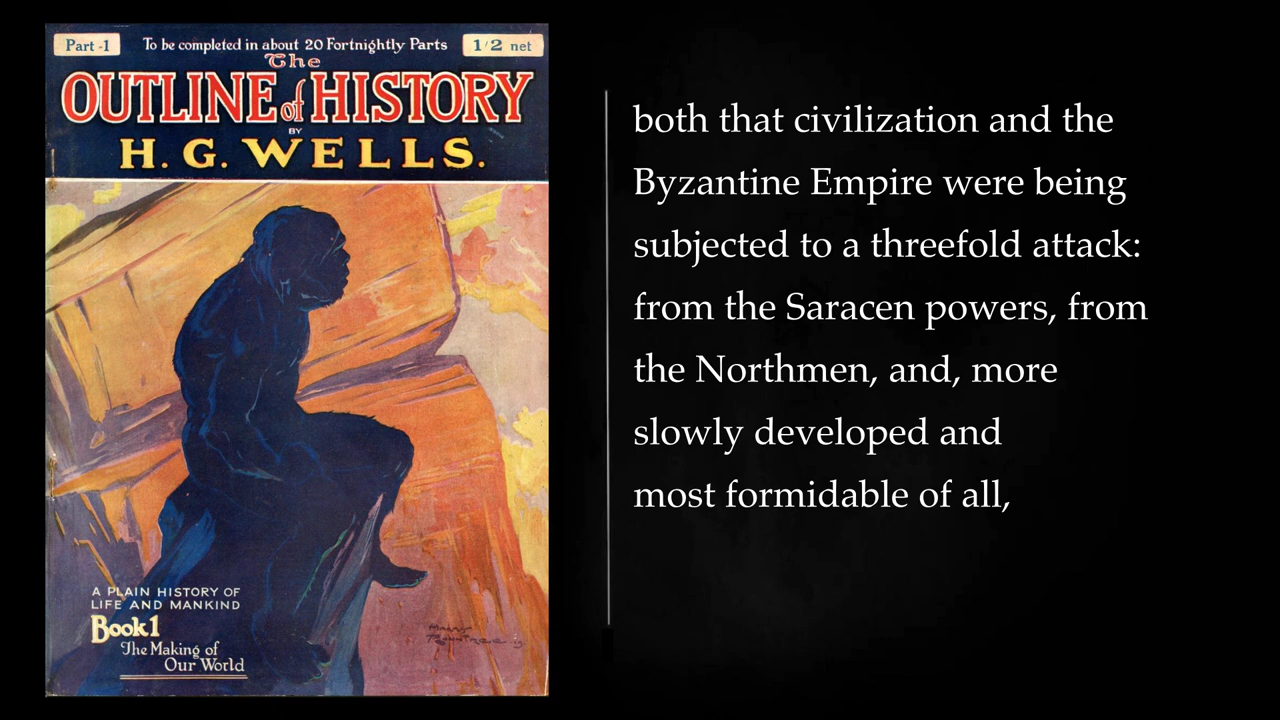 Part -1
To be completed in about 20 Fortnightly Parts
1/2 net
The
OUTLINE of HISTORY
BY
H. G. WELLS.
A PLAIN HISTORY OF
LIFE AND MANKIND
Book 1
The Making of
Our World
both that civilization and the
Byzantine Empire were being
subjected to a threefold attack:
from the Saracen powers, from
the Northmen, and, more
slowly developed and
most formidable of all,